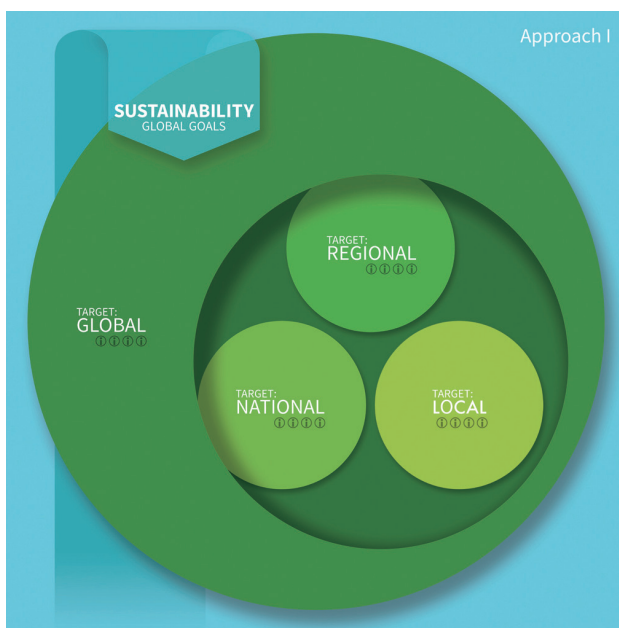 Approach I
SUSTAINABILITY
GLOBAL GOALS
TARGET:
REGIONAL
TARGET:
GLOBAL
TARGET:
NATIONAL
TARGET:
LOCAL